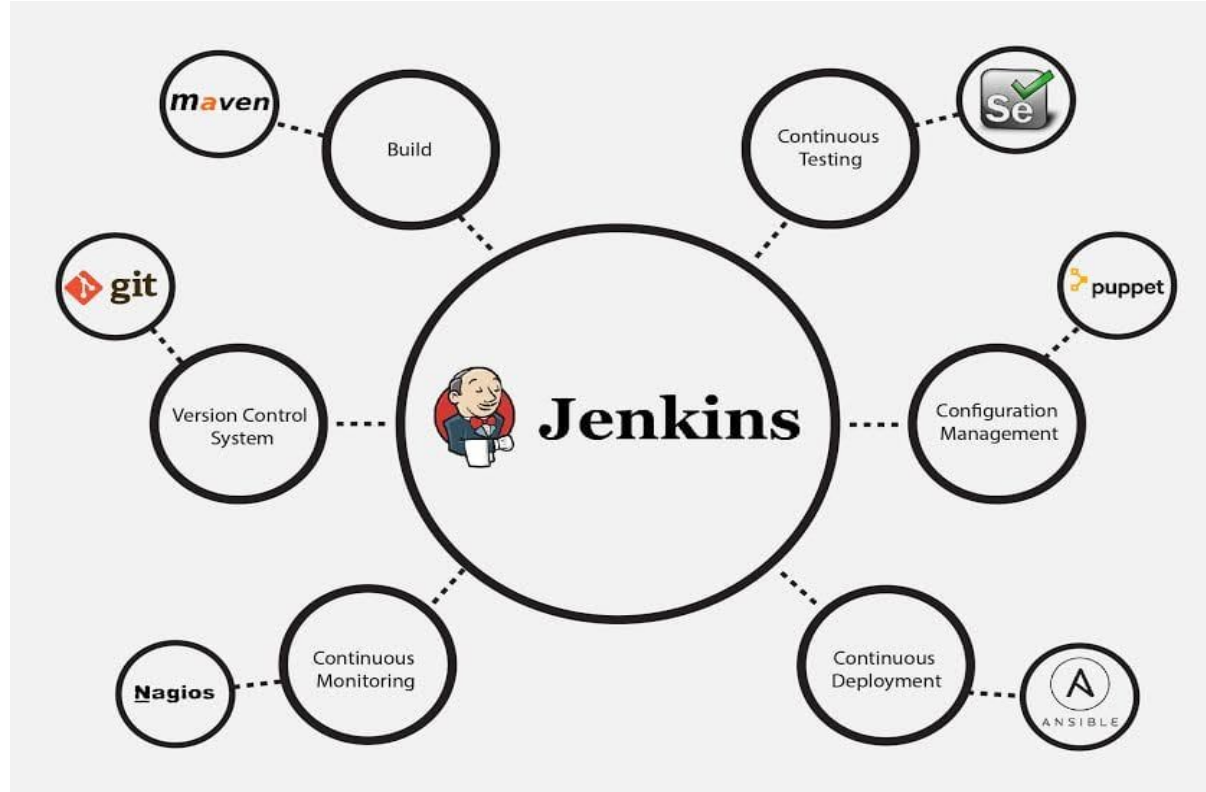 maven
Build
Continuous
Testing
Se
git
Version Control
System
Jenkins
Configuration
Management
puppet
Nagios
Continuous
Monitoring
Continuous
Deployment
A
ANSIBLE